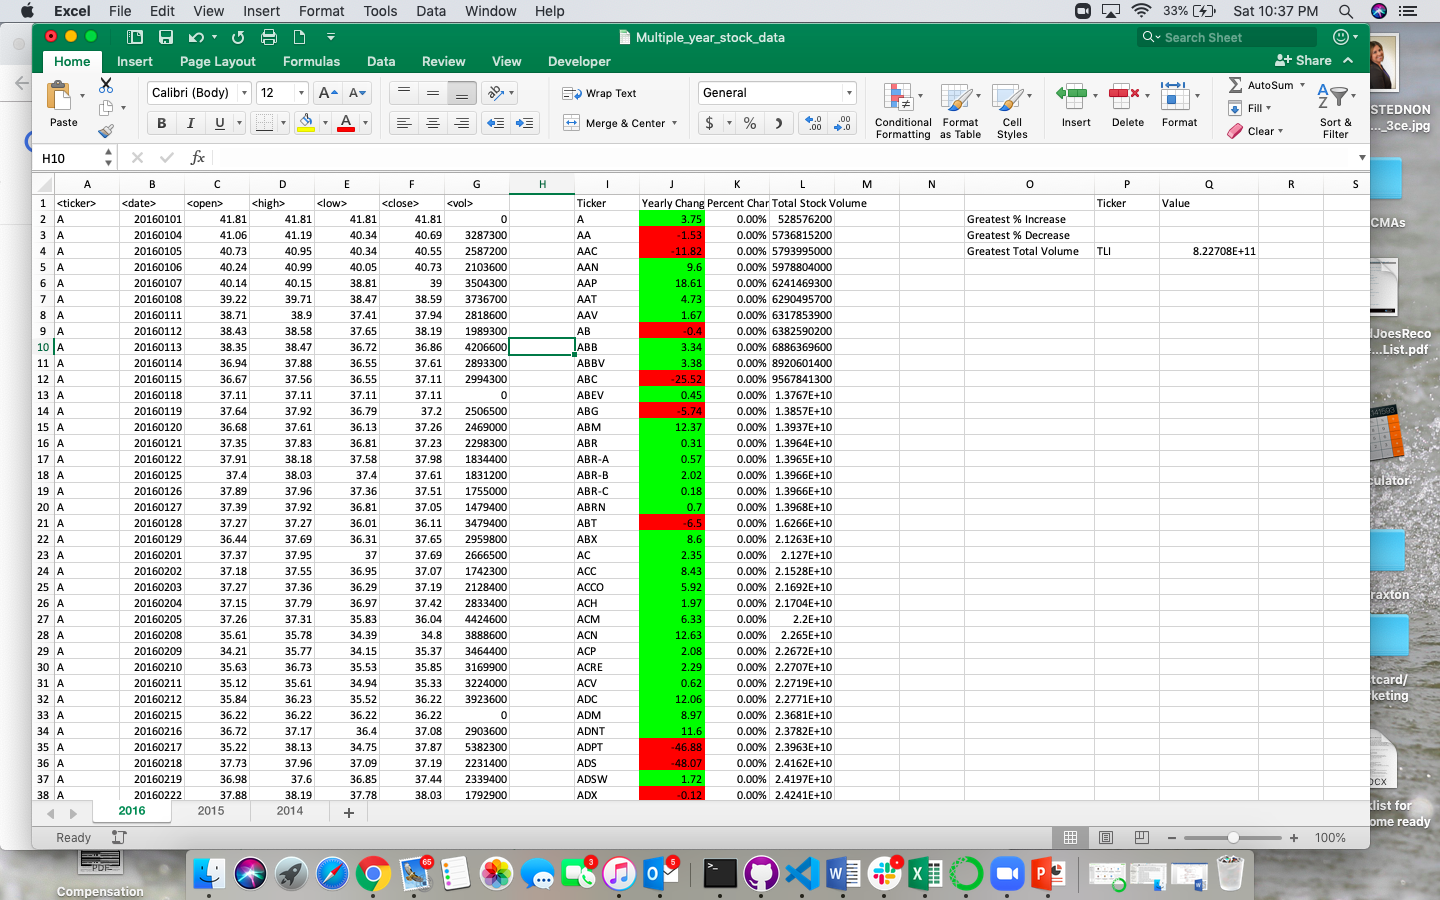 Excel File Edit View Insert Format Tools Data Window Help 33% Sat 10:37 PM
Multiple_year_stock_data Search Sheet
Home Insert Page Layout Formulas Data Review View Developer Share
Paste Calibri (Body) 12 A A Wrap Text General Conditional Formatting Format as Table Cell Styles Insert Delete Format AutoSum Fill Clear Sort & Filter
B I U A Merge & Center $ % )
H10 fx
A B C D E F G H I J K L M N O P Q R S
1 <ticker> <date> <open> <high> <low> <close> <vol> Ticker Yearly Chang Percent Char Total Stock Volume Ticker Value
2 A 20160101 41.81 41.81 41.81 41.81 0 A 3.75 0.00% 528576200 Greatest % Increase
3 A 20160104 41.06 41.19 40.34 40.69 3287300 AA -1.53 0.00% 5736815200 Greatest % Decrease
4 A 20160105 40.73 40.95 40.34 40.55 2587200 AAC -11.82 0.00% 5793995000 Greatest Total Volume TLI 8.22708E+11
5 A 20160106 40.24 40.99 40.05 40.73 2103600 AAN 9.6 0.00% 5978804000
6 A 20160107 40.14 40.15 38.81 39 3504300 AAP 18.61 0.00% 6241469300
7 A 20160108 39.22 39.71 38.47 38.59 3736700 AAT 4.73 0.00% 6290495700
8 A 20160111 38.71 38.9 37.41 37.94 2818600 AAV 1.67 0.00% 6317853900
9 A 20160112 38.43 38.58 37.65 38.19 1989300 AB -0.4 0.00% 6382590200
10 A 20160113 38.35 38.47 36.72 36.86 4206600 ABB 3.34 0.00% 6886369600
11 A 20160114 36.94 37.88 36.55 37.61 2893300 ABBV 3.38 0.00% 8920601400
12 A 20160115 36.67 37.56 36.55 37.11 2994300 ABC -25.52 0.00% 9567841300
13 A 20160118 37.11 37.11 37.11 37.11 0 ABEV 0.45 0.00% 1.3767E+10
14 A 20160119 37.64 37.92 36.79 37.2 2506500 ABG -5.74 0.00% 1.3857E+10
15 A 20160120 36.68 37.61 36.13 37.26 2469000 ABM 12.37 0.00% 1.3937E+10
16 A 20160121 37.35 37.83 36.81 37.23 2298300 ABR 0.31 0.00% 1.3964E+10
17 A 20160122 37.91 38.18 37.58 37.98 1834400 ABR-A 0.57 0.00% 1.3965E+10
18 A 20160125 37.4 38.03 37.4 37.61 1831200 ABR-B 2.02 0.00% 1.3966E+10
19 A 20160126 37.89 37.96 37.36 37.51 1755000 ABR-C 0.18 0.00% 1.3966E+10
20 A 20160127 37.39 37.92 36.81 37.05 1479400 ABRN 0.7 0.00% 1.3968E+10
21 A 20160128 37.27 37.27 36.01 36.11 3479400 ABT -6.5 0.00% 1.6266E+10
22 A 20160129 36.44 37.69 36.31 37.65 2959800 ABX 8.6 0.00% 2.1263E+10
23 A 20160201 37.37 37.95 37 37.69 2666500 AC 2.35 0.00% 2.127E+10
24 A 20160202 37.18 37.55 36.95 37.07 1742300 ACC 8.43 0.00% 2.1528E+10
25 A 20160203 37.27 37.36 36.29 37.19 2128400 ACCO 5.92 0.00% 2.1692E+10
26 A 20160204 37.15 37.79 36.97 37.42 2833400 ACH 1.97 0.00% 2.1704E+10
27 A 20160205 37.26 37.31 35.83 36.04 4424600 ACM 6.33 0.00% 2.2E+10
28 A 20160208 35.61 35.78 34.39 34.8 3888600 ACN 12.63 0.00% 2.265E+10
29 A 20160209 34.21 35.77 34.15 35.37 3464400 ACP 2.08 0.00% 2.2672E+10
30 A 20160210 35.63 36.73 35.53 35.85 3169900 ACRE 2.29 0.00% 2.2707E+10
31 A 20160211 35.12 35.61 34.94 35.33 3224000 ACV 0.62 0.00% 2.2719E+10
32 A 20160212 35.84 36.23 35.52 36.22 3923600 ADC 12.06 0.00% 2.2771E+10
33 A 20160215 36.22 36.22 36.22 36.22 0 ADM 8.97 0.00% 2.3681E+10
34 A 20160216 36.72 37.17 36.4 37.08 2903600 ADNT 11.6 0.00% 2.3782E+10
35 A 20160217 35.22 38.13 34.75 37.87 5382300 ADPT -46.88 0.00% 2.3963E+10
36 A 20160218 37.73 37.96 37.09 37.19 2231400 ADS -48.07 0.00% 2.4162E+10
37 A 20160219 36.98 37.6 36.85 37.44 2339400 ADSW 1.72 0.00% 2.4197E+10
38 A 20160222 37.88 38.19 37.78 38.03 1792900 ADX -0.12 0.00% 2.4241E+10
2016 2015 2014 +
Ready 100%
STEDNON
..._3ce.jpg
CMAs
JoesReco
...List.pdf
culator
raxton
tcard/
keting
klist for
ome ready
PDF
Compensation
65 3 5